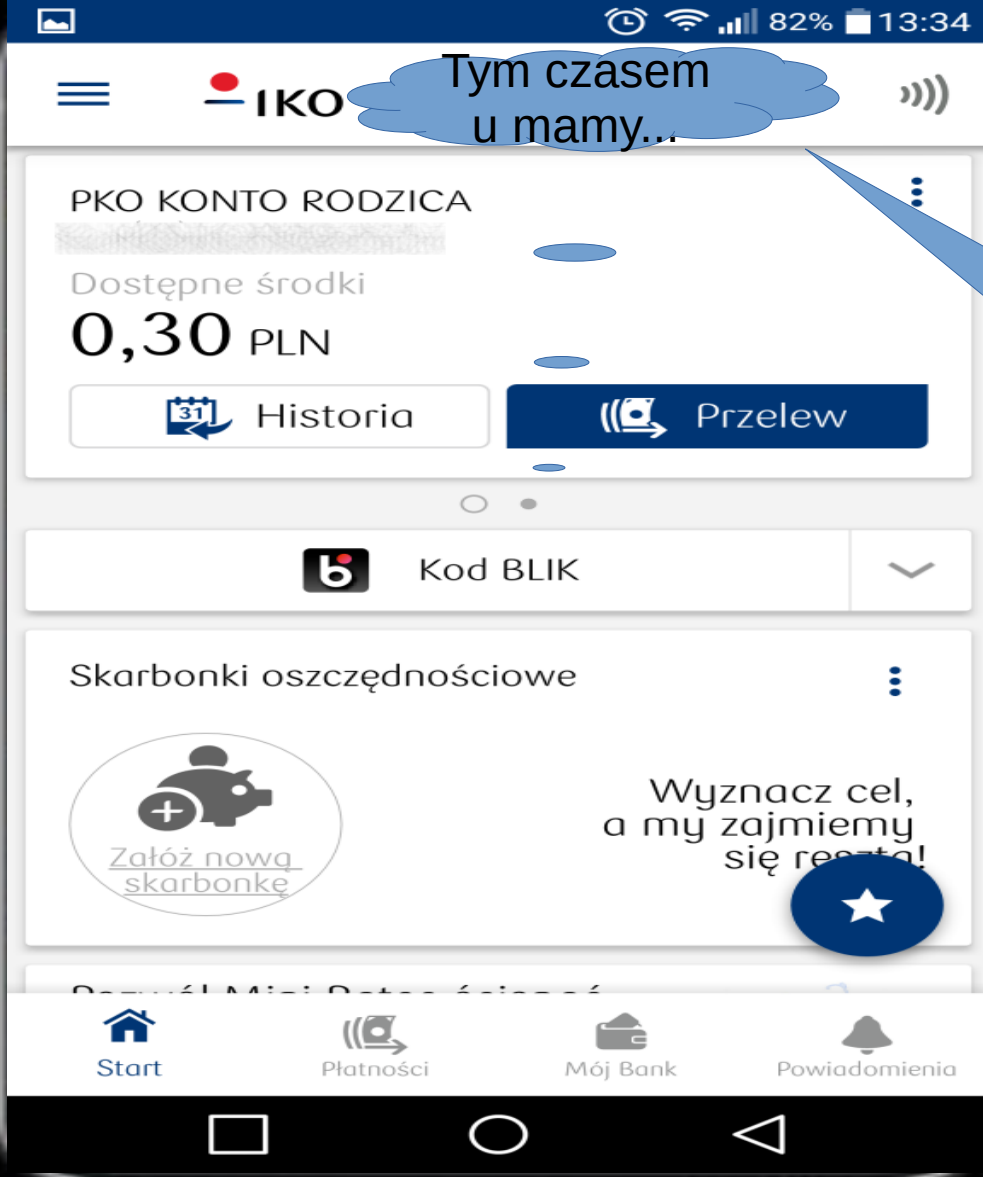 82% 13:34
IKO
Tym czasem
u mamy...
PKO KONTO RODZICA
Dostępne środki
0,30 PLN
31 Historia
Przelew
b Kod BLIK
Skarbonki oszczędnościowe
Załóż nową
skarbonkę
Wyznacz cel,
a my zajmiemy
się reszta!
Start
Płatności
Mój Bank
Powiadomienia